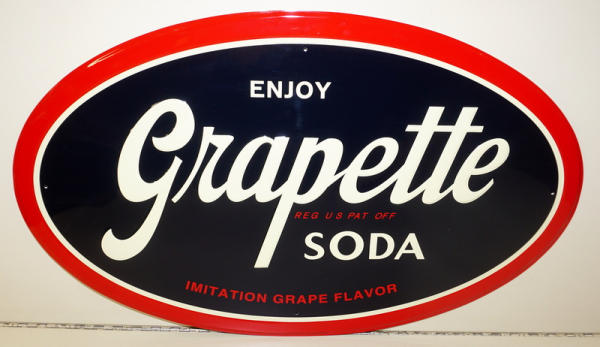 ENJOY
Grapette
REG U S PAT OFF
SODA
IMITATION GRAPE FLAVOR